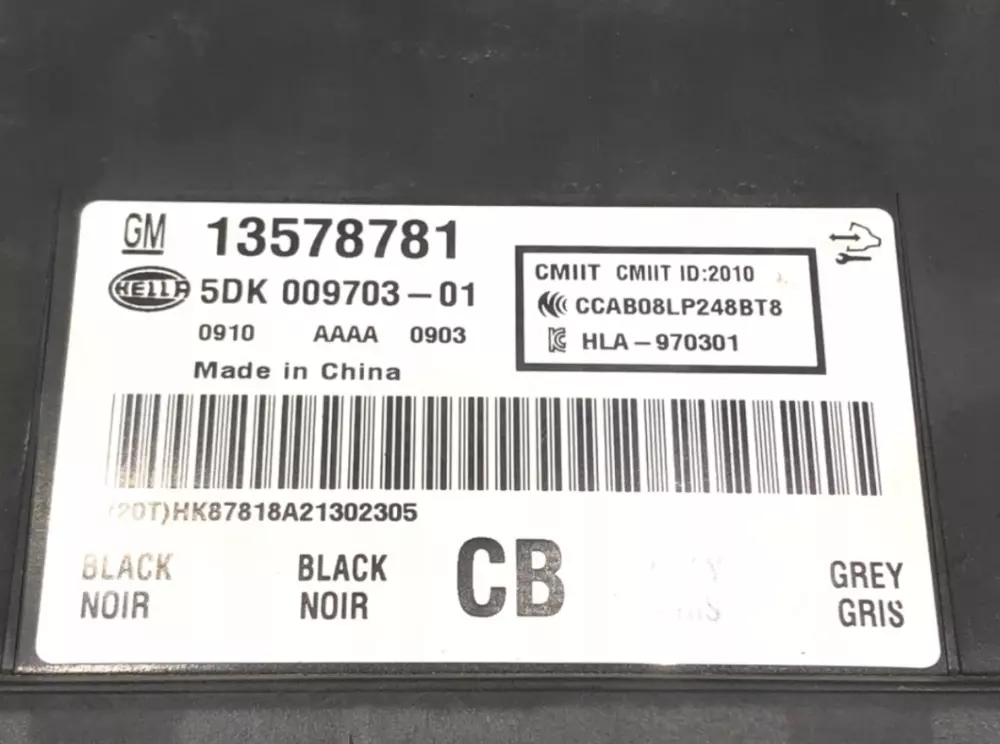 GM 13578781
HELLA 5DK 009703-01
0910 AAAA 0903
Made in China
CMIIT CMIIT ID:2010
CCAB08LP248BT8
HLA-970301
(20T)HK87818A21302305
BLACK BLACK CB GREY
NOIR NOIR GRIS